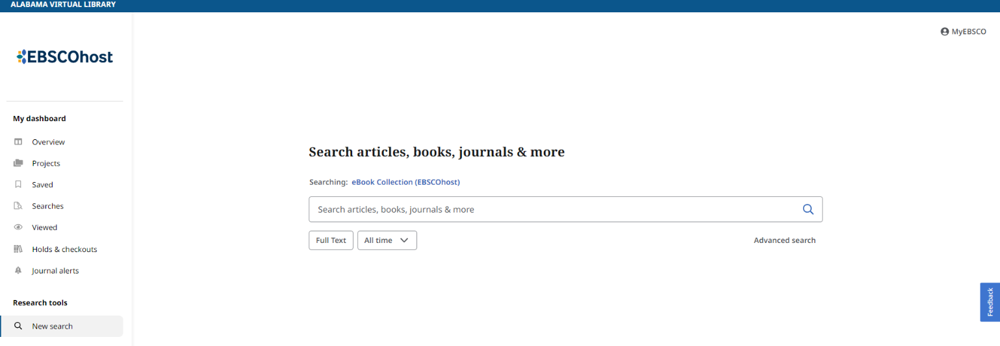 ALABAMA VIRTUAL LIBRARY
MyEBSCO
EBSCOhost
My dashboard
Overview
Projects
Saved
Searches
Viewed
Holds & checkouts
Journal alerts
Research tools
New search
Search articles, books, journals & more
Searching: eBook Collection (EBSCOhost)
Search articles, books, journals & more
Full Text All time Advanced search
Feedback